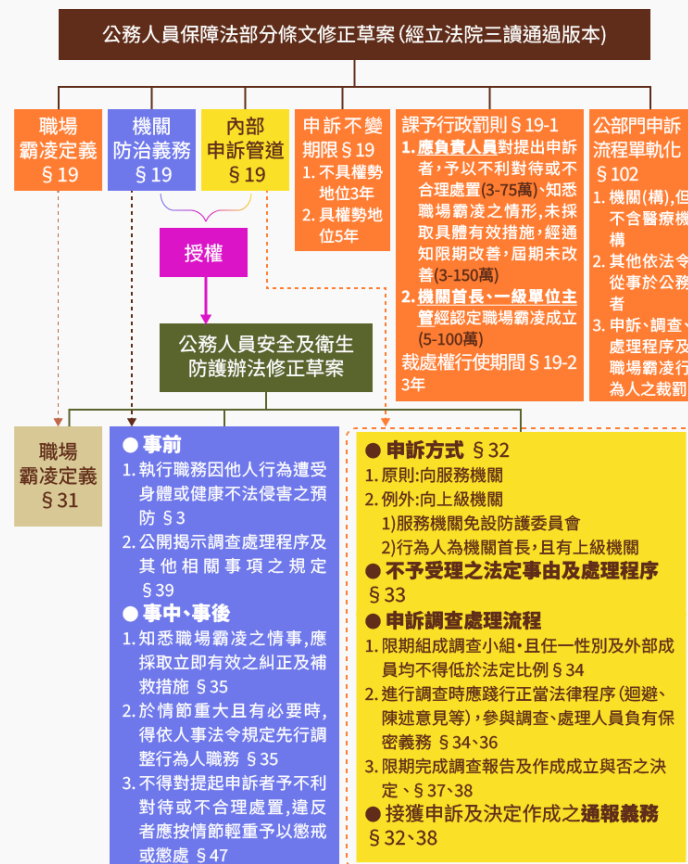 公務人員保障法部分條文修正草案(經立法院三讀通過版本)
職場
霸凌定義
§19
機關
防治義務
§19
內部
申訴管道
§19
申訴不變
期限§19
1. 不具權勢
地位3年
2. 具權勢地
位5年
課予行政罰則§19-1
1.應負責人員對提出申訴
者,予以不利對待或不
合理處置(3-75萬)、知悉
職場霸凌之情形,未採
取具體有效措施,經通
知限期改善,屆期未改
善(3-150萬)
2.機關首長、一級單位主
管經認定職場霸凌成立
(5-100萬)
裁處權行使期間§19-2
3年
公部門申訴
流程單軌化
§102
1. 機關(構),但
不含醫療機
構
2. 其他依法令
從事於公務
者
3. 申訴、調查、
處理程序及
職場霸凌行
為人之裁罰
授權
公務人員安全及衛生
防護辦法修正草案
職場
霸凌定義
§31
● 事前
1. 執行職務因他人行為遭受
身體或健康不法侵害之預
防 §3
2. 公開揭示調查處理程序及
其他相關事項之規定
§39
● 事中、事後
1. 知悉職場霸凌之情事,應
採取立即有效之糾正及補
救措施 §35
2. 於情節重大且有必要時,
得依人事法令規定先行調
整行為人職務 §35
3. 不得對提起申訴者予不利
對待或不合理處置,違反
者應按情節輕重予以懲戒
或懲處 §47
● 申訴方式 §32
1. 原則:向服務機關
2. 例外:向上級機關
1)服務機關免設防護委員會
2)行為人為機關首長,且有上級機關
● 不予受理之法定事由及處理程序
§33
● 申訴調查處理流程
1. 限期組成調查小組·且任一性別及外部成
員均不得低於法定比例§34
2. 進行調查時應踐行正當法律程序(迴避、
陳述意見等),參與調查、處理人員負有保
密義務 §34、36
3. 限期完成調查報告及作成成立與否之決
定、§37、38
● 接獲申訴及決定作成之通報義務
§32、38